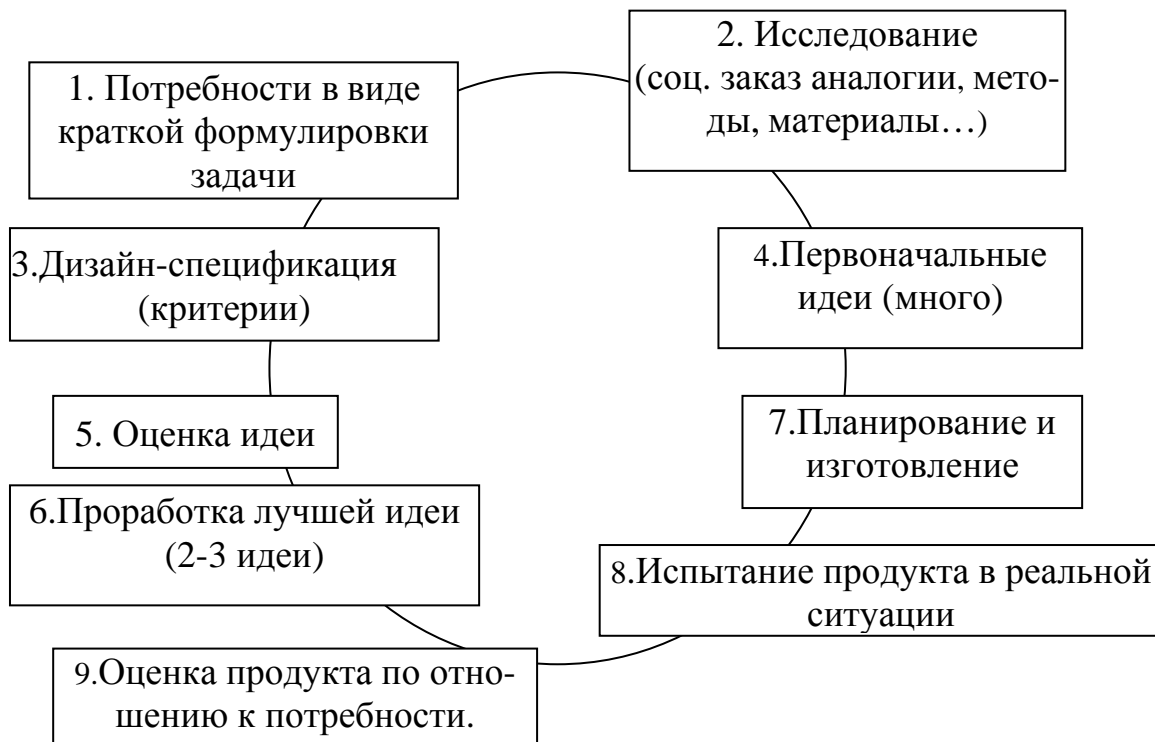 1. Потребности в виде
краткой формулировки
задачи
2. Исследование
(соц. заказ аналогии, мето-
ды, материалы…)
3.Дизайн-спецификация
(критерии)
4.Первоначальные
идеи (много)
5. Оценка идеи
6.Проработка лучшей идеи
(2-3 идеи)
7.Планирование и
изготовление
8.Испытание продукта в реальной
ситуации
9.Оценка продукта по отно-
шению к потребности.